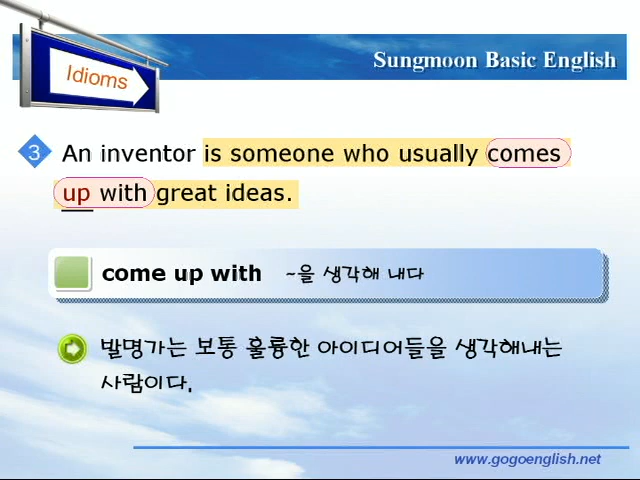 Idioms
Sungmoon Basic English
3 An inventor is someone who usually comes
up with great ideas.
come up with ~을 생각해 내다
발명가는 보통 훌륭한 아이디어들을 생각해내는
사람이다.
www.gogoenglish.net